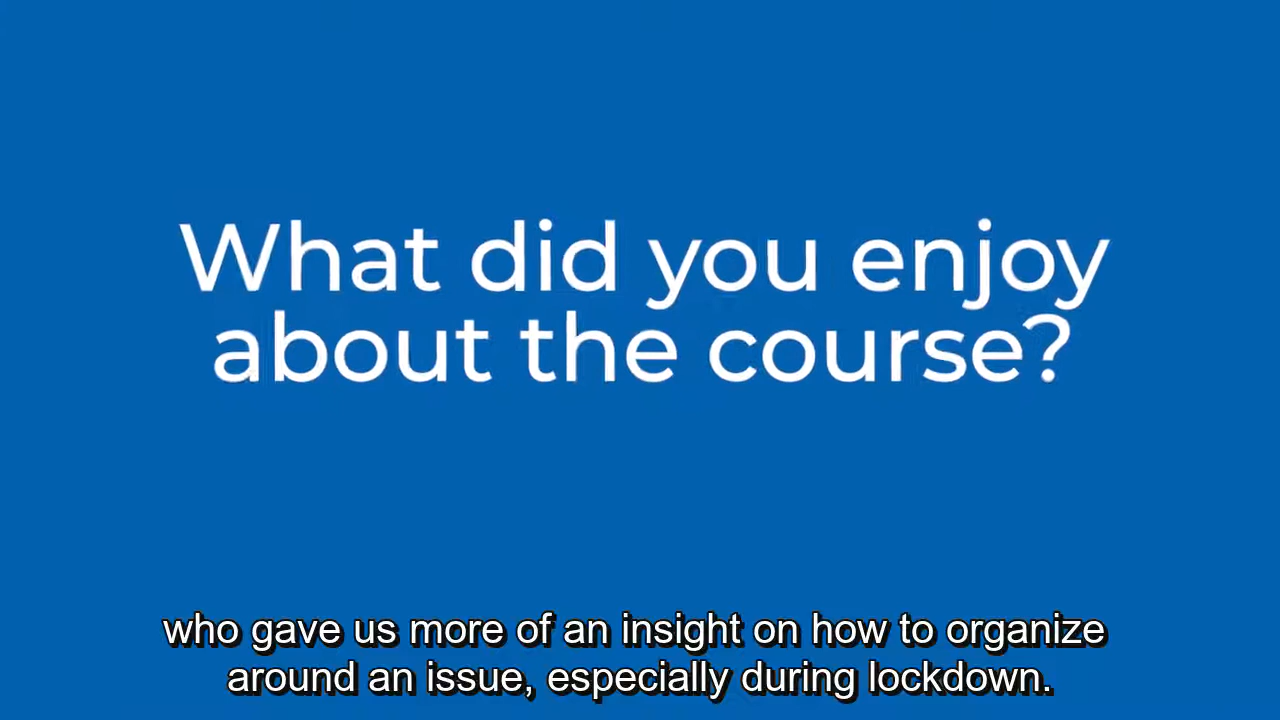 What did you enjoy
about the course?
who gave us more of an insight on how to organize
around an issue, especially during lockdown.